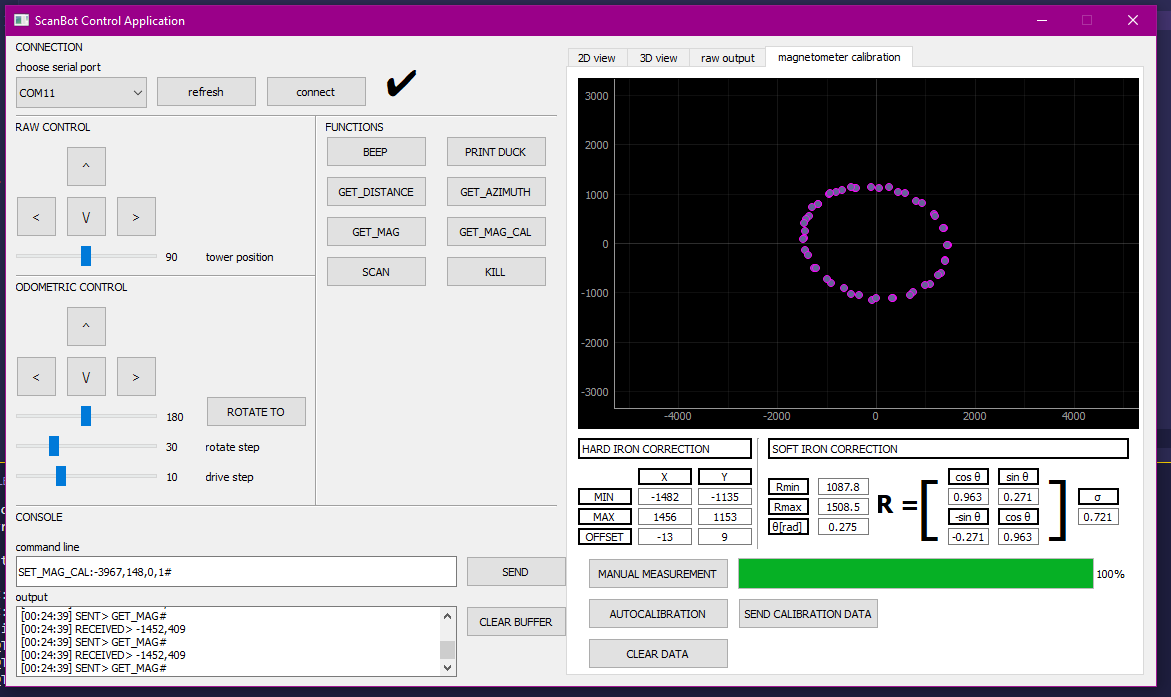 ScanBot Control Application
CONNECTION
choose serial port
COM11
refresh
connect
RAW CONTROL
^
<
V
>
90
tower position
ODOMETRIC CONTROL
^
<
V
>
180
ROTATE TO
30
rotate step
10
drive step
FUNCTIONS
BEEP
PRINT DUCK
GET_DISTANCE
GET_AZIMUTH
GET_MAG
GET_MAG_CAL
SCAN
KILL
CONSOLE
command line
SET_MAG_CAL:-3967,148,0,1#
SEND
output
[00:24:39] SENT> GET_MAG#
[00:24:39] RECEIVED> -1452,409
[00:24:39] SENT> GET_MAG#
[00:24:39] RECEIVED> -1452,409
[00:24:39] SENT> GET_MAG#
CLEAR BUFFER
2D view
3D view
raw output
magnetometer calibration
3000
2000
1000
0
-1000
-2000
-3000
-4000
-2000
0
2000
4000
HARD IRON CORRECTION
X Y
MIN -1482 -1135
MAX 1456 1153
OFFSET -13 9
SOFT IRON CORRECTION
Rmin 1087.8
Rmax 1508.5
θ[rad] 0.275
R = [ ]
cos θ sin θ
0.963 0.271
-sin θ cos θ
-0.271 0.963
σ
0.721
MANUAL MEASUREMENT
100%
AUTOCALIBRATION
SEND CALIBRATION DATA
CLEAR DATA